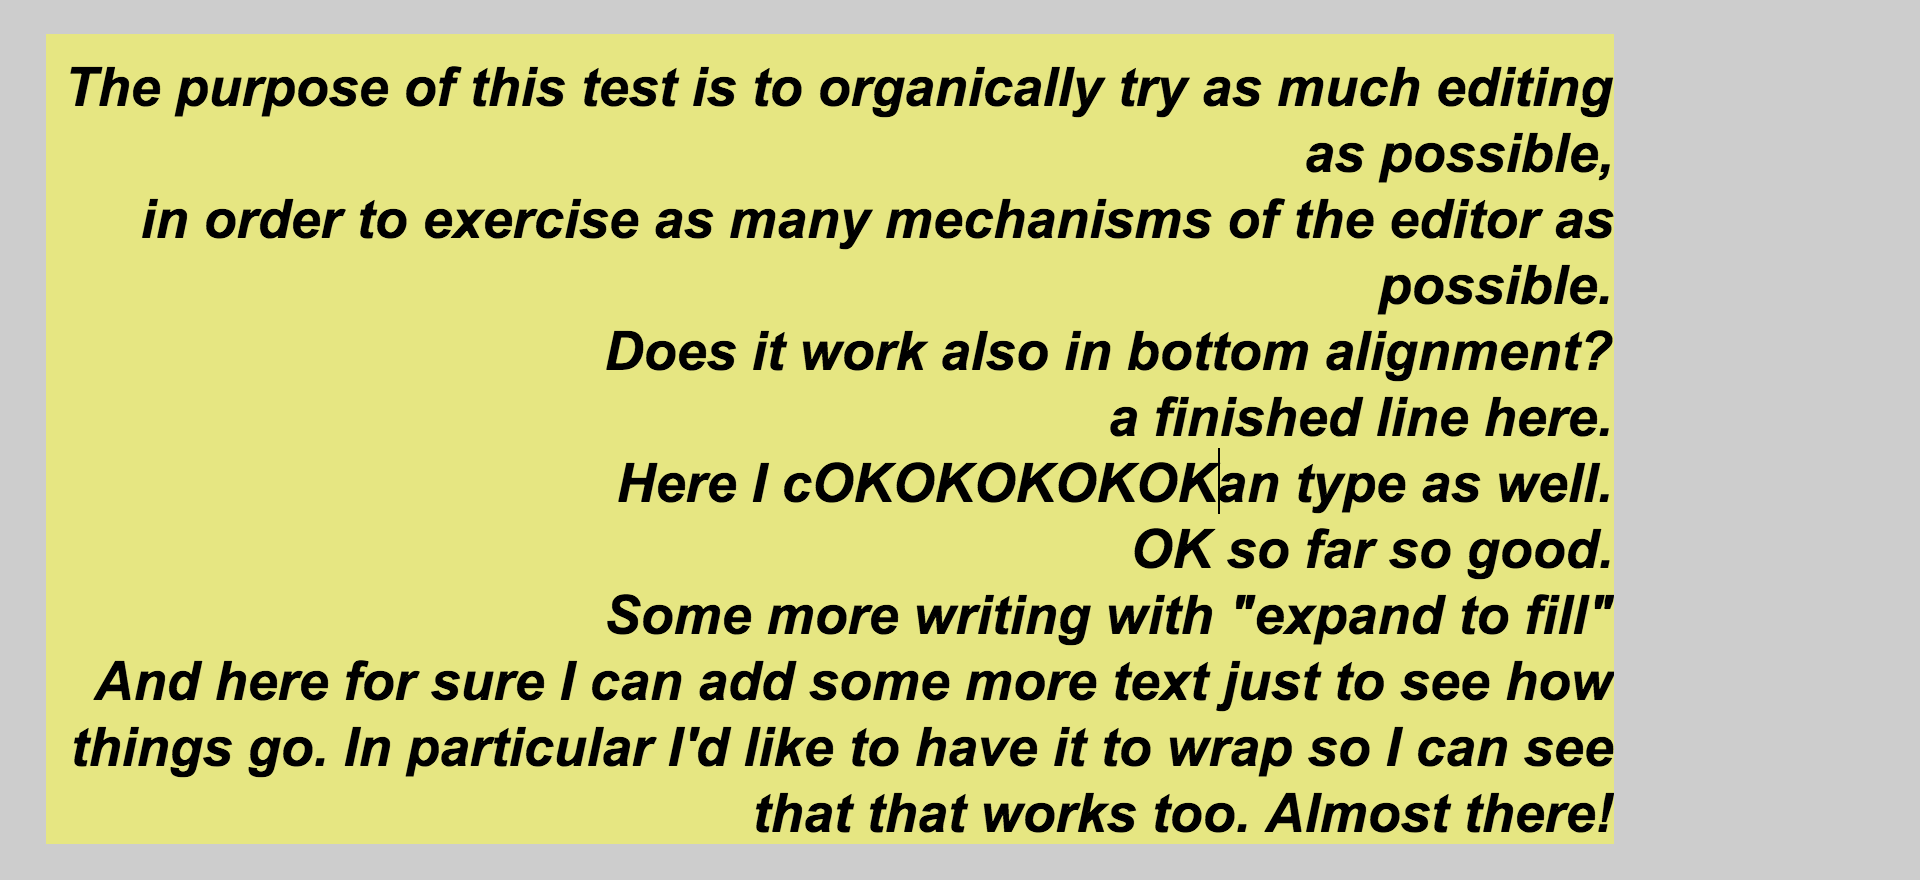 The purpose of this test is to organically try as much editing
as possible,
in order to exercise as many mechanisms of the editor as
possible.
Does it work also in bottom alignment?
a finished line here.
Here I cOKOKOKOKOKan type as well.
OK so far so good.
Some more writing with "expand to fill"
And here for sure I can add some more text just to see how
things go. In particular I'd like to have it to wrap so I can see
that that works too. Almost there!